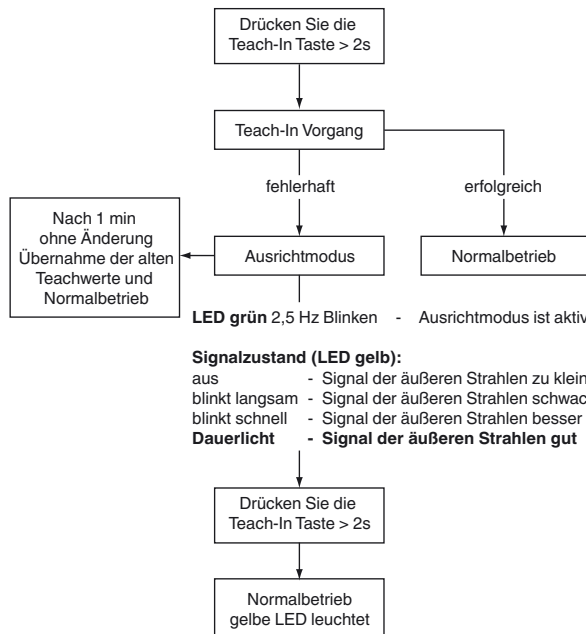 Drücken Sie die
Teach-In Taste > 2s
Teach-In Vorgang
fehlerhaft
erfolgreich
Nach 1 min
ohne Änderung
Übernahme der alten
Teachwerte und
Normalbetrieb
Ausrichtmodus
Normalbetrieb
LED grün 2,5 Hz Blinken - Ausrichtmodus ist aktiv
Signalzustand (LED gelb):
aus - Signal der äußeren Strahlen zu klein
blinkt langsam - Signal der äußeren Strahlen schwac
blinkt schnell - Signal der äußeren Strahlen besser
Dauerlicht - Signal der äußeren Strahlen gut
Drücken Sie die
Teach-In Taste > 2s
Normalbetrieb
gelbe LED leuchtet